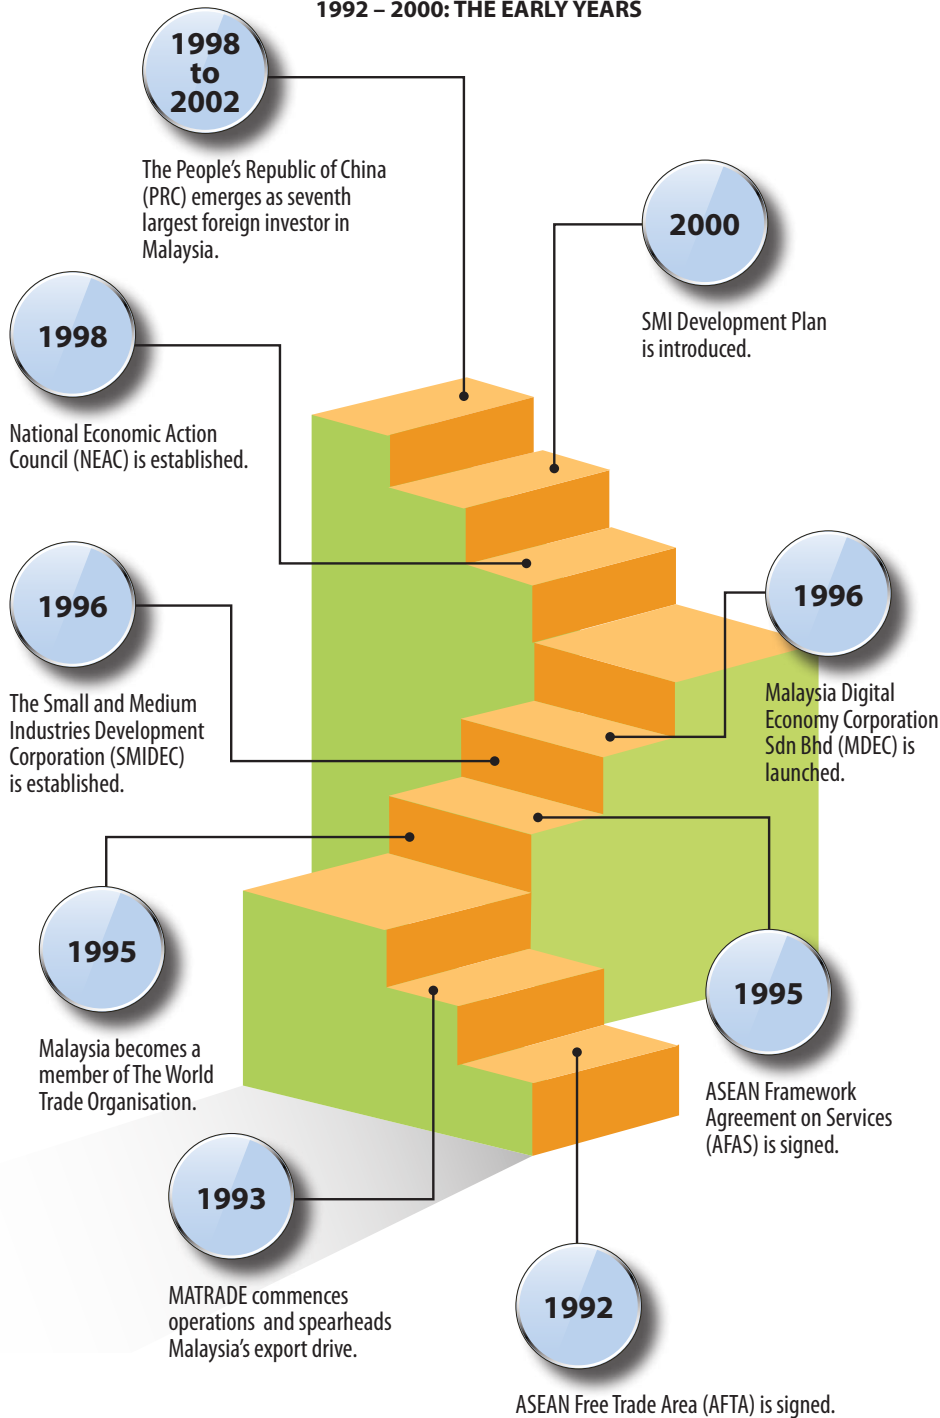 1992 – 2000: THE EARLY YEARS
1998
to
2002
The People's Republic of China
(PRC) emerges as seventh
largest foreign investor in
Malaysia.
2000
SMI Development Plan
is introduced.
1998
National Economic Action
Council (NEAC) is established.
1996
The Small and Medium
Industries Development
Corporation (SMIDEC)
is established.
1996
Malaysia Digital
Economy Corporation
Sdn Bhd (MDEC) is
launched.
1995
Malaysia becomes a
member of The World
Trade Organisation.
1995
ASEAN Framework
Agreement on Services
(AFAS) is signed.
1993
MATRADE commences
operations and spearheads
Malaysia's export drive.
1992
ASEAN Free Trade Area (AFTA) is signed.